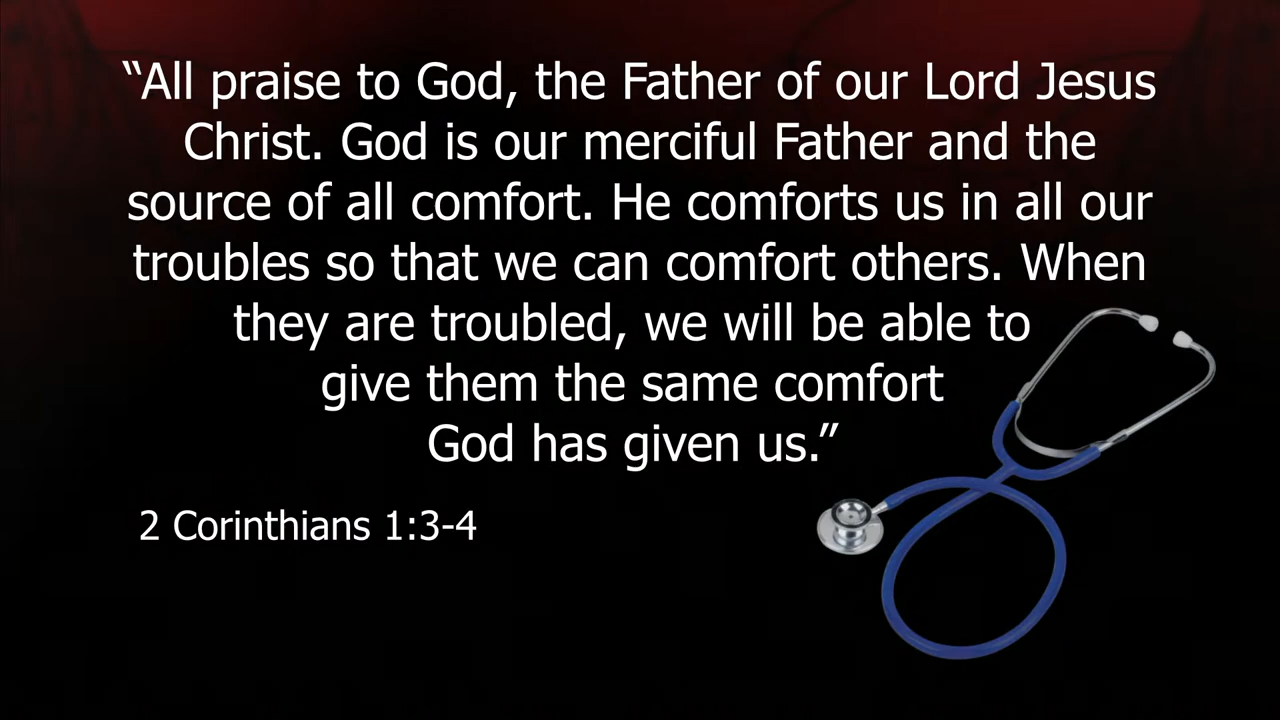 “All praise to God, the Father of our Lord Jesus
Christ. God is our merciful Father and the
source of all comfort. He comforts us in all our
troubles so that we can comfort others. When
they are troubled, we will be able to
give them the same comfort
God has given us.”
2 Corinthians 1:3-4